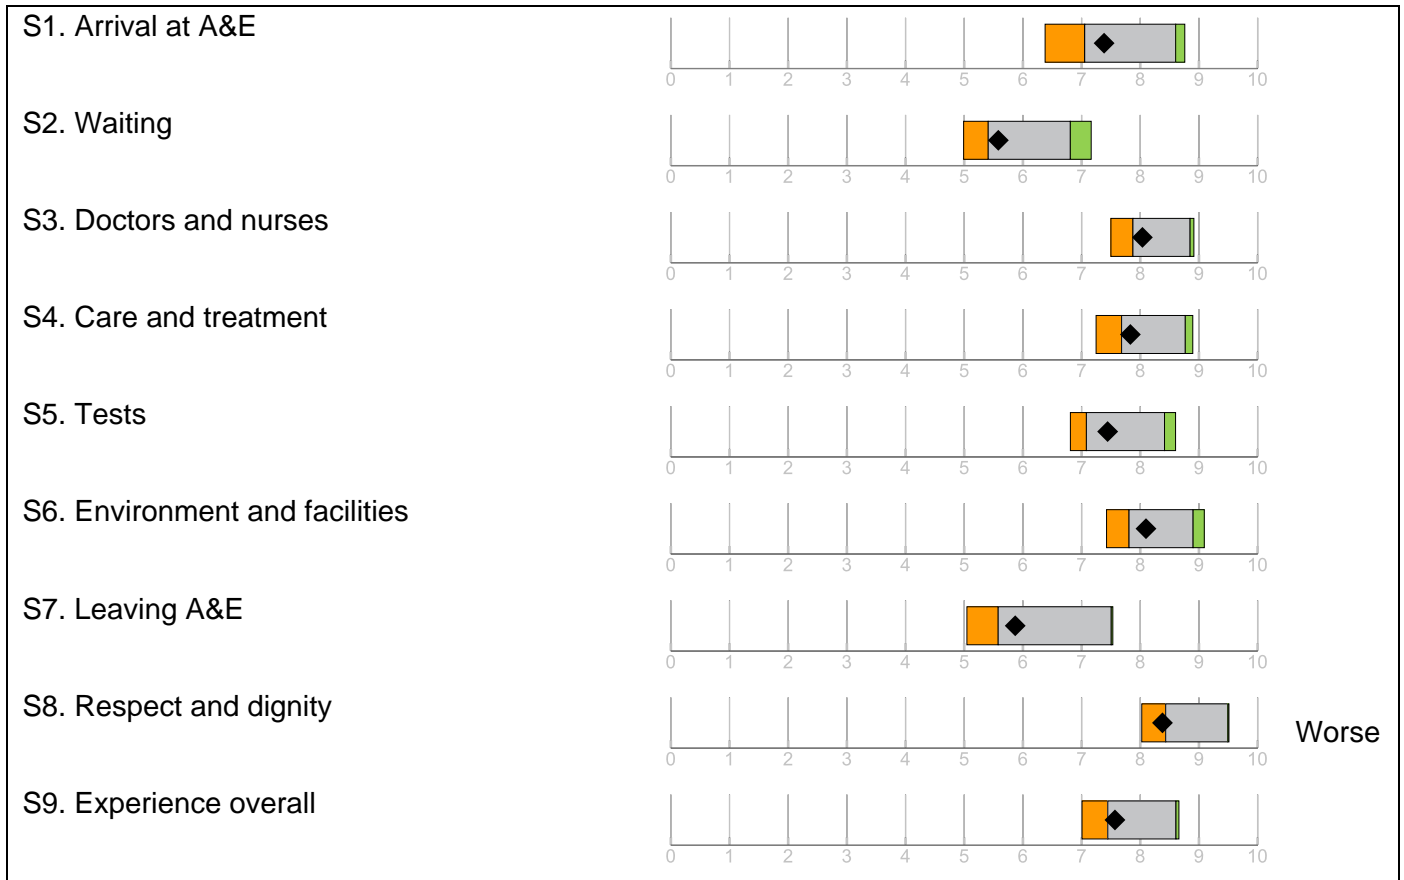 S1. Arrival at A&E
0 1 2 3 4 5 6 7 8 9 10
S2. Waiting
0 1 2 3 4 5 6 7 8 9 10
S3. Doctors and nurses
0 1 2 3 4 5 6 7 8 9 10
S4. Care and treatment
0 1 2 3 4 5 6 7 8 9 10
S5. Tests
0 1 2 3 4 5 6 7 8 9 10
S6. Environment and facilities
0 1 2 3 4 5 6 7 8 9 10
S7. Leaving A&E
0 1 2 3 4 5 6 7 8 9 10
S8. Respect and dignity
Worse
0 1 2 3 4 5 6 7 8 9 10
S9. Experience overall
0 1 2 3 4 5 6 7 8 9 10